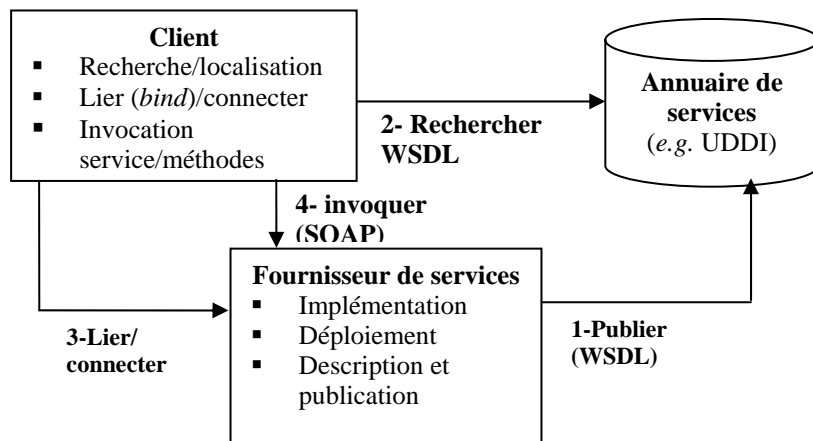 Client
▪ Recherche/localisation
▪ Lier (bind)/connecter
▪ Invocation
service/méthodes
Annuaire de
services
(e.g. UDDI)
2- Rechercher
WSDL
4- invoquer
(SOAP)
Fournisseur de services
▪ Implémentation
▪ Déploiement
▪ Description et
publication
3-Lier/
connecter
1-Publier
(WSDL)